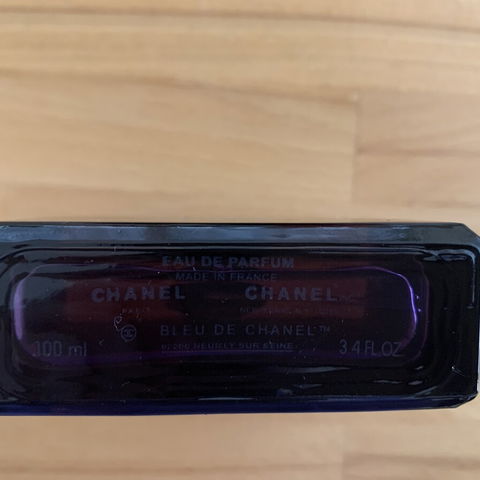 EAU DE PARFUM
MADE IN FRANCE
CHANEL CHANEL
PARIS
BLEU DE CHANEL™
100 ml 92200 NEUILLY SUR SEINE 3.4 FL.OZ